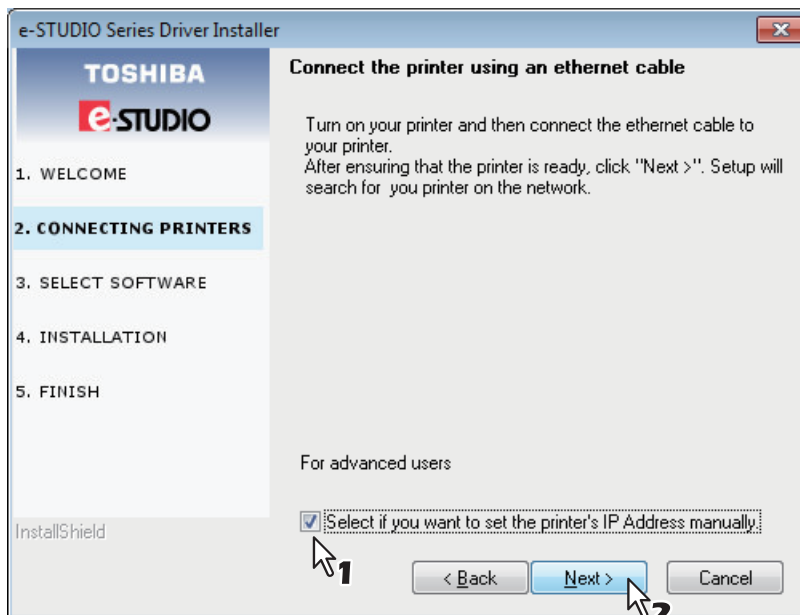 e-STUDIO Series Driver Installer
TOSHIBA
e-STUDIO
1. WELCOME
2. CONNECTING PRINTERS
3. SELECT SOFTWARE
4. INSTALLATION
5. FINISH
InstallShield
Connect the printer using an ethernet cable
Turn on your printer and then connect the ethernet cable to
your printer.
After ensuring that the printer is ready, click "Next >". Setup will
search for you printer on the network.
For advanced users
Select if you want to set the printer's IP Address manually.
1
< Back
Next >
Cancel
2